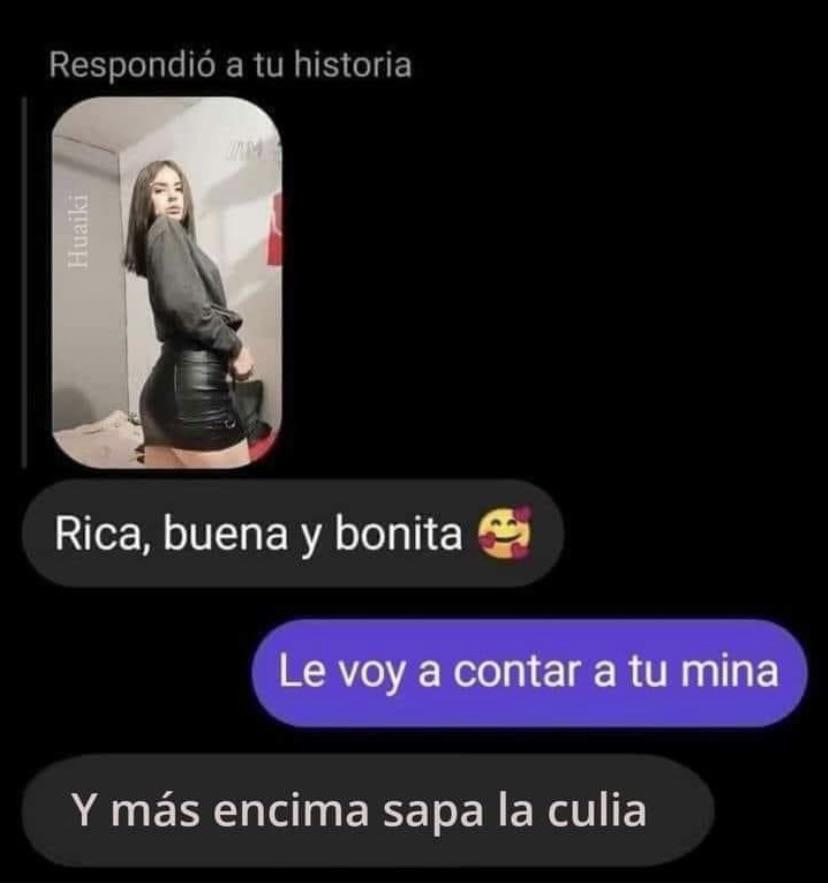 Respondió a tu historia
Huaiki
Rica, buena y bonita 🥰
Le voy a contar a tu mina
Y más encima sapa la culia